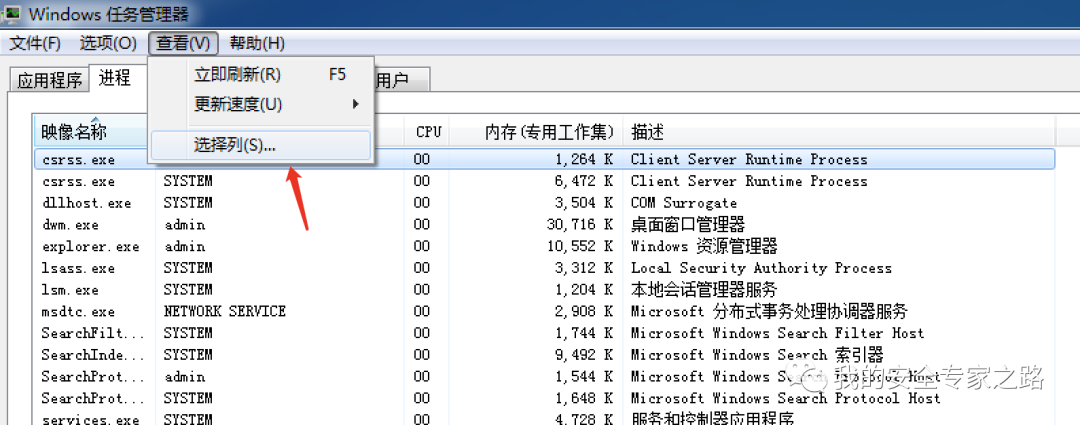 Windows 任务管理器
文件(F) 选项(O) 查看(V) 帮助(H)
应用程序 进程 用户
立即刷新(R) F5
更新速度(U)
选择列(S)...
映像名称 CPU 内存(专用工作集) 描述
csrss.exe 00 1,264 K Client Server Runtime Process
csrss.exe SYSTEM 00 6,472 K Client Server Runtime Process
dllhost.exe SYSTEM 00 3,504 K COM Surrogate
dwm.exe admin 00 30,716 K 桌面窗口管理器
explorer.exe admin 00 10,552 K Windows 资源管理器
lsass.exe SYSTEM 00 3,312 K Local Security Authority Process
lsm.exe SYSTEM 00 1,204 K 本地会话管理器服务
msdtc.exe NETWORK SERVICE 00 2,908 K Microsoft 分布式事务处理协调器服务
SearchFilt... SYSTEM 00 1,744 K Microsoft Windows Search Filter Host
SearchInde... SYSTEM 00 9,492 K Microsoft Windows Search 索引器
SearchProt... admin 00 1,544 K Microsoft Windows Search Protocol Host
SearchProt... SYSTEM 00 1,648 K Microsoft Windows Search Protocol Host
services.exe SYSTEM 00 4,728 K 服务和控制器应用程序
我的安全专家之路